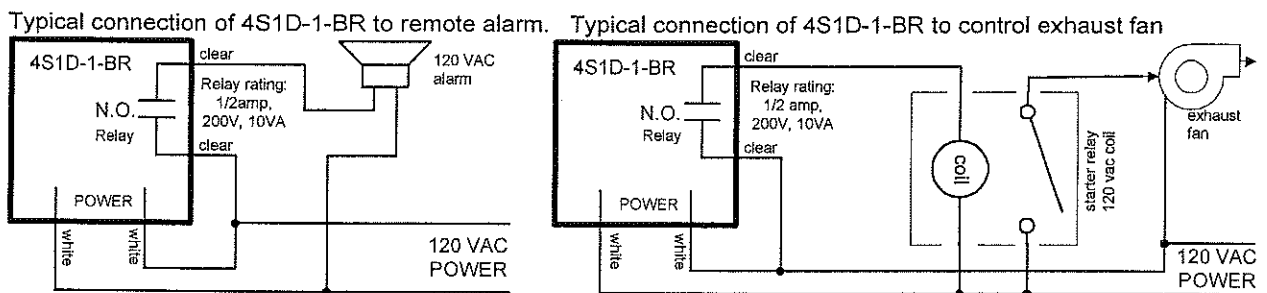 Typical connection of 4S1D-1-BR to remote alarm.
4S1D-1-BR
clear
120 VAC
alarm
Relay rating:
1/2amp,
200V, 10VA
N.O.
Relay
clear
POWER
white
white
120 VAC
POWER
Typical connection of 4S1D-1-BR to control exhaust fan
4S1D-1-BR
clear
Relay rating:
1/2 amp,
200V, 10VA
N.O.
Relay
clear
coil
starter relay
120 vac coil
exhaust
fan
POWER
white
white
120 VAC
POWER